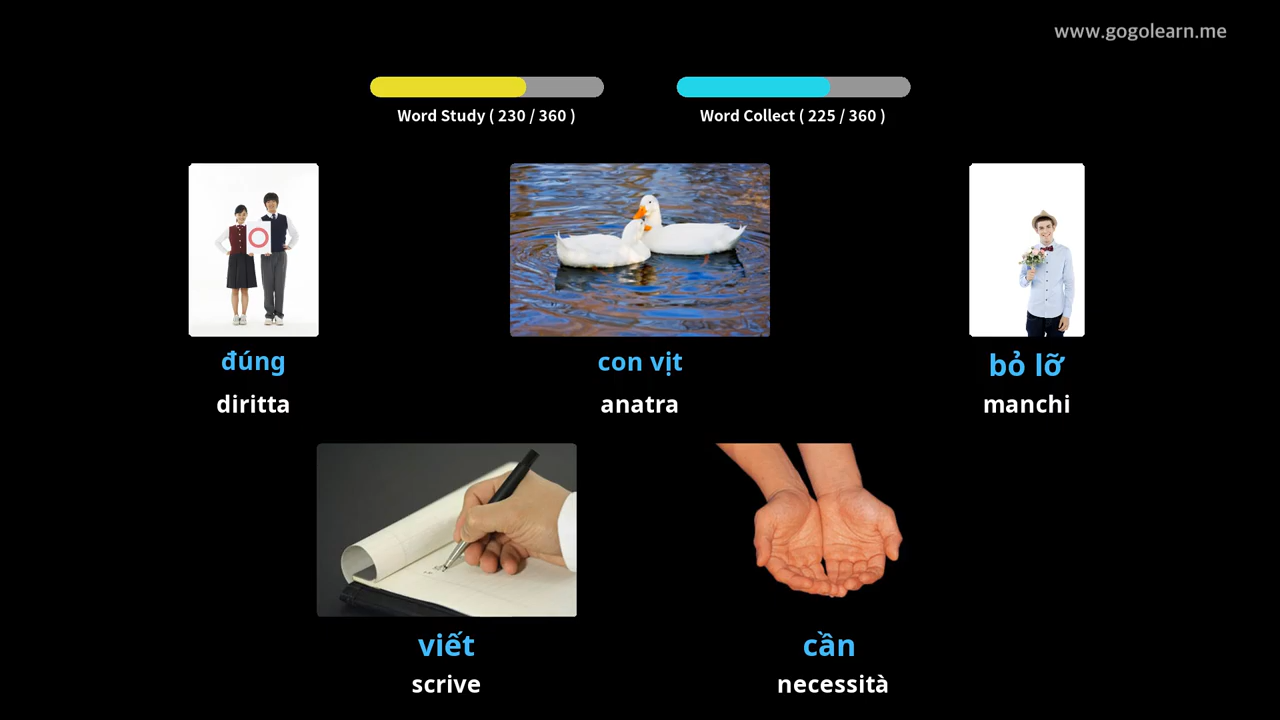 www.gogolearn.me
Word Study ( 230 / 360 )
Word Collect ( 225 / 360 )
đúng
diritta
con vịt
anatra
bỏ lỡ
manchi
viết
scrive
cần
necessità